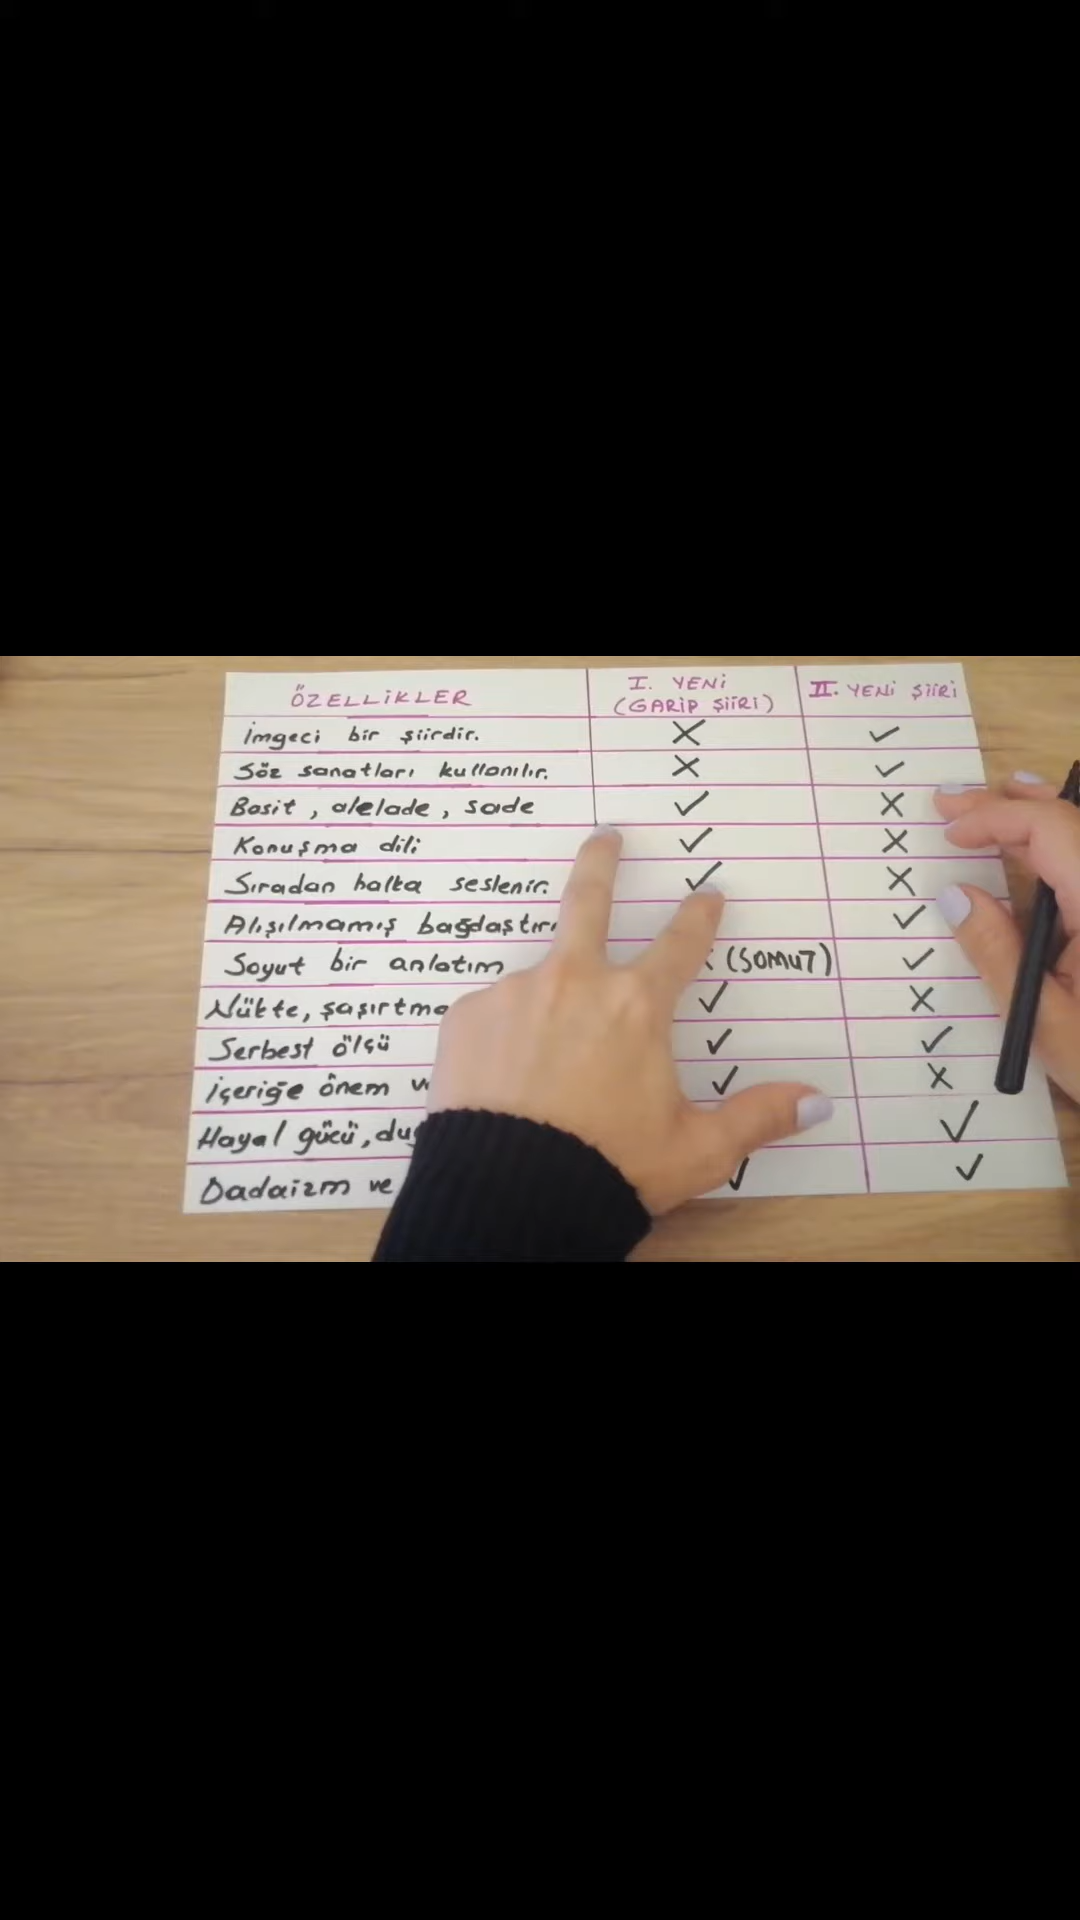 ÖZELLİKLER I. YENİ (GARİP ŞİİRİ) II. YENİ ŞİİRİ
İmgeci bir şiirdir. X ✓
Söz sanatları kullanılır. X ✓
Basit, alelade, sade ✓ X
Konuşma dili ✓ X
Sıradan halka seslenir. ✓ X
Alışılmamış ✓
Soyut bir anlatım (SOMUT) ✓
Nükte, ✓ X
Serbest ölçü ✓ ✓
İçeriğe önem ✓ X
Hayal gücü, ✓
Dadaizm ve ✓ ✓